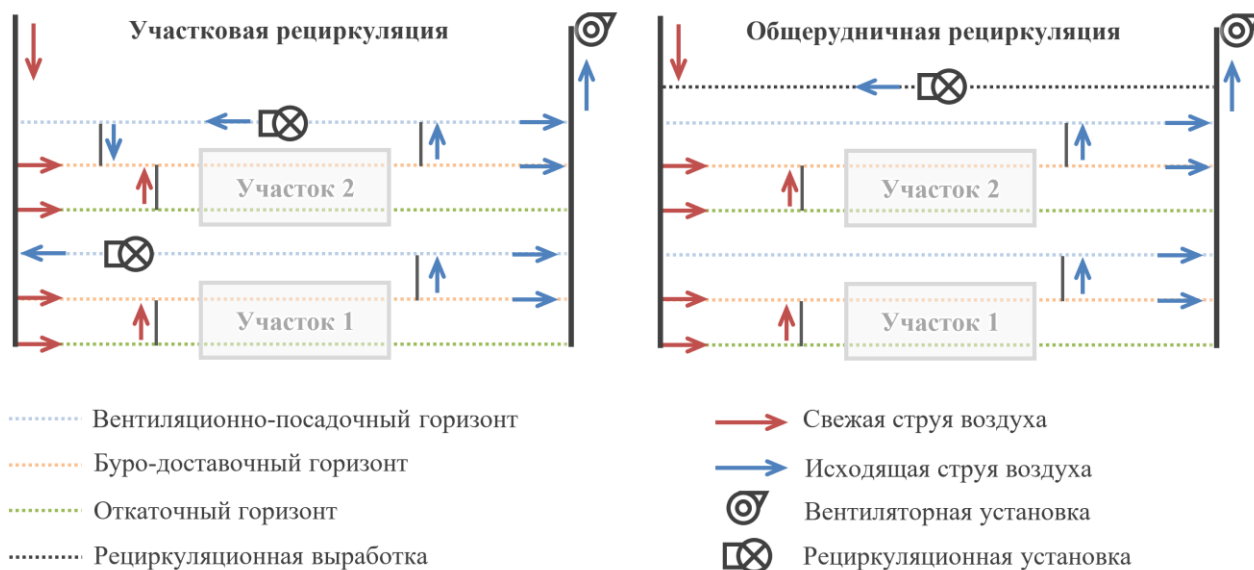 Участковая рециркуляция
Участок 2
Участок 1
Общерудничная рециркуляция
Участок 2
Участок 1
Вентиляционно-посадочный горизонт
Буро-доставочный горизонт
Откаточный горизонт
Рециркуляционная выработка
Свежая струя воздуха
Исходящая струя воздуха
Вентиляторная установка
Рециркуляционная установка